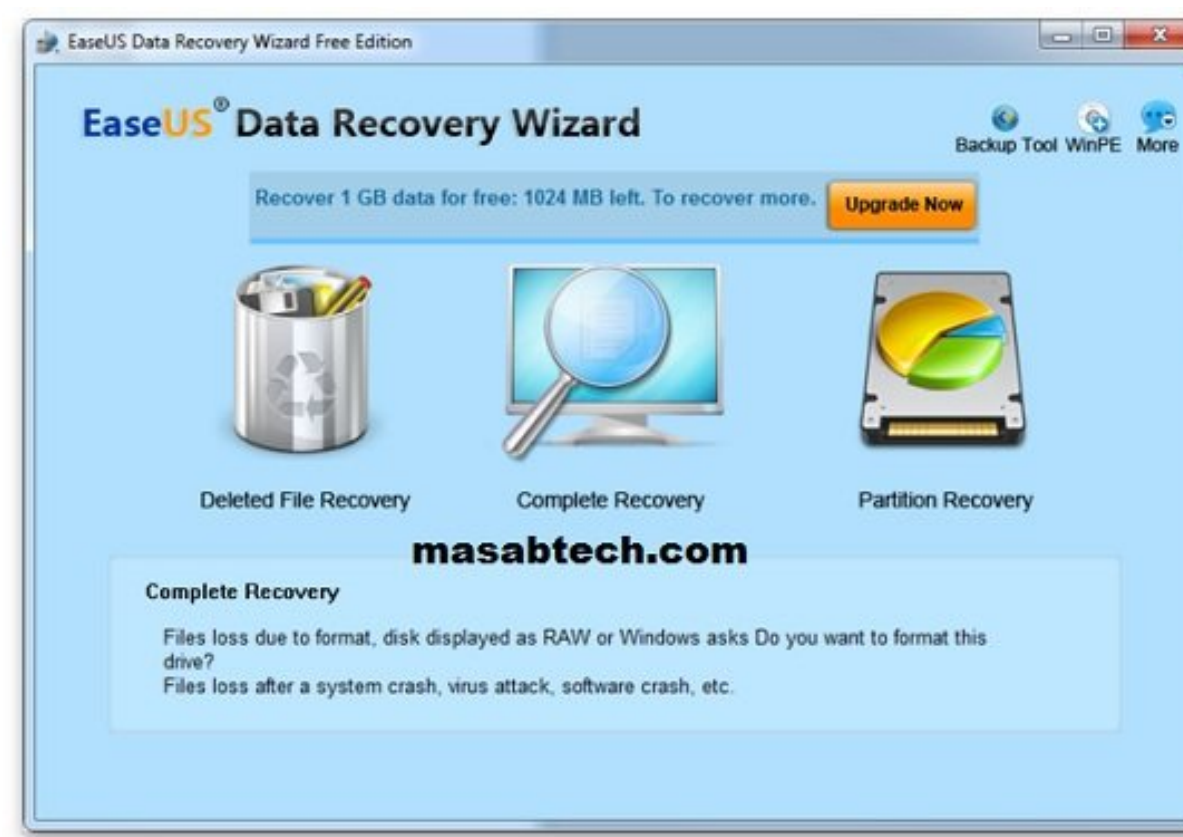 EaseUS Data Recovery Wizard Free Edition
EaseUS® Data Recovery Wizard
Backup Tool WinPE More
Recover 1 GB data for free: 1024 MB left. To recover more. Upgrade Now
Deleted File Recovery Complete Recovery Partition Recovery
masabtech.com
Complete Recovery
Files loss due to format, disk displayed as RAW or Windows asks Do you want to format this
drive?
Files loss after a system crash, virus attack, software crash, etc.